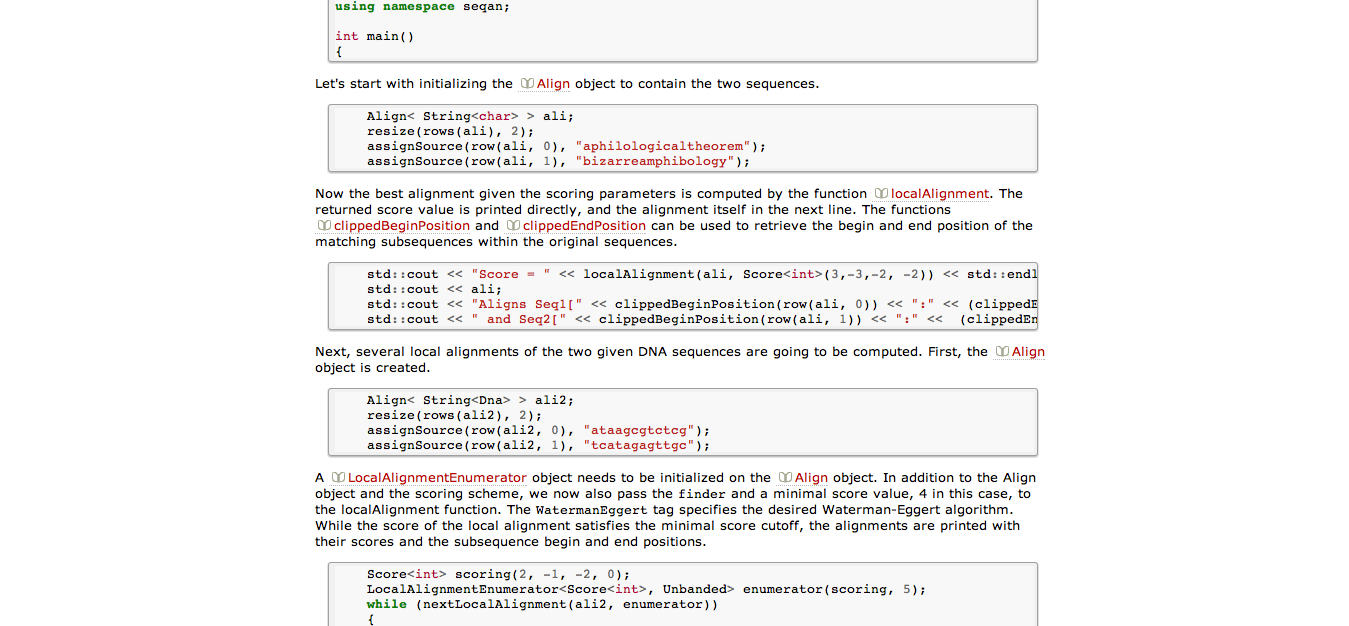 using namespace seqan;
int main()
{
Let's start with initializing the Align object to contain the two sequences.
Align< String<char> > ali;
resize(rows(ali), 2);
assignSource(row(ali, 0), "aphilologicaltheorem");
assignSource(row(ali, 1), "bizarreamphibology");
Now the best alignment given the scoring parameters is computed by the function localAlignment. The
returned score value is printed directly, and the alignment itself in the next line. The functions
clippedBeginPosition and clippedEndPosition can be used to retrieve the begin and end position of the
matching subsequences within the original sequences.
std::cout << "Score = " << localAlignment(ali, Score<int>(3,-3,-2, -2)) << std::endl
std::cout << ali;
std::cout << "Aligns Seq1[" << clippedBeginPosition(row(ali, 0)) << ":" << (clippedE
std::cout << " and Seq2[" << clippedBeginPosition(row(ali, 1)) << ":" <<  (clippedEn
Next, several local alignments of the two given DNA sequences are going to be computed. First, the Align
object is created.
Align< String<Dna> > ali2;
resize(rows(ali2), 2);
assignSource(row(ali2, 0), "ataagcgtctcg");
assignSource(row(ali2, 1), "tcatagagttgc");
A LocalAlignmentEnumerator object needs to be initialized on the Align object. In addition to the Align
object and the scoring scheme, we now also pass the finder and a minimal score value, 4 in this case, to
the localAlignment function. The WatermanEggert tag specifies the desired Waterman-Eggert algorithm.
While the score of the local alignment satisfies the minimal score cutoff, the alignments are printed with
their scores and the subsequence begin and end positions.
Score<int> scoring(2, -1, -2, 0);
LocalAlignmentEnumerator<Score<int>, Unbanded> enumerator(scoring, 5);
while (nextLocalAlignment(ali2, enumerator))
{